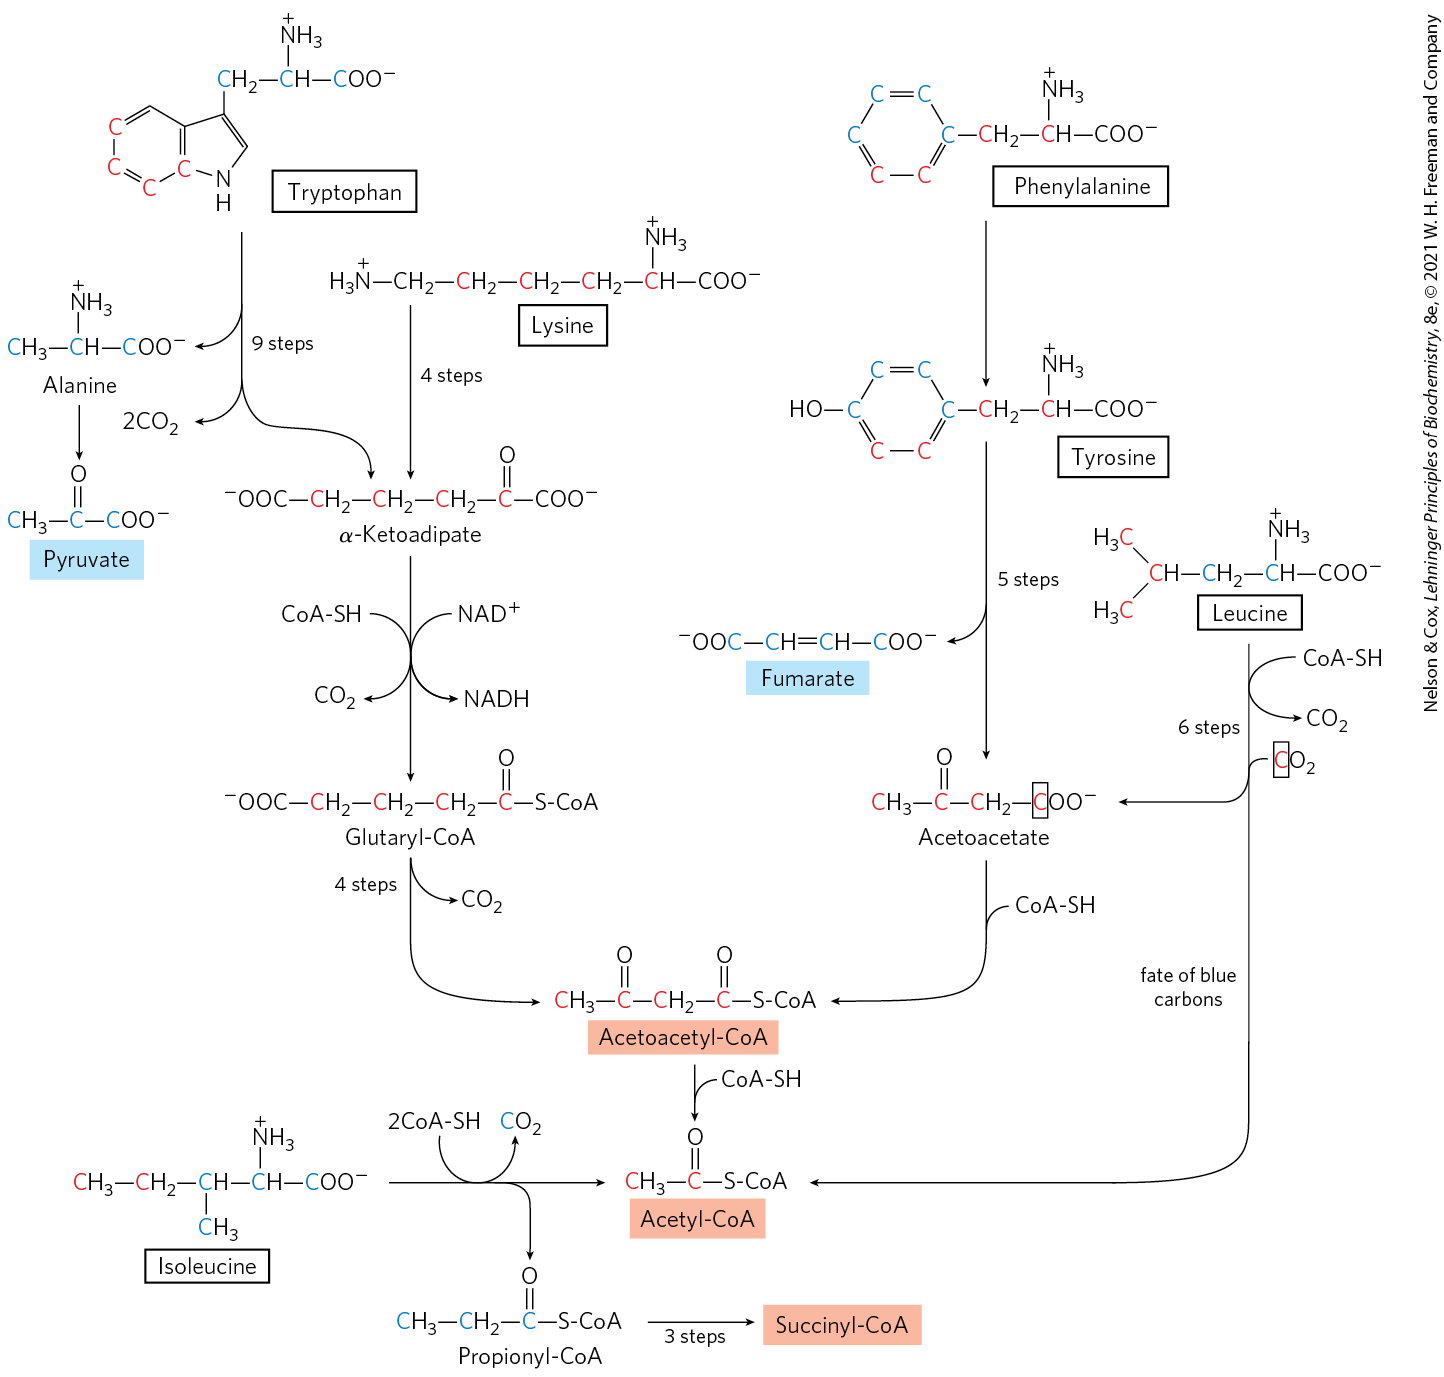 +
NH3
CH2—CH—COO−
C
C
C
C
N
H
Tryptophan
C
C
C
C
C
C
CH2—CH—COO−
+
NH3
Phenylalanine
+
NH3
H3N+—CH2—CH2—CH2—CH2—CH—COO−
Lysine
+
NH3
CH3—CH—COO−
Alanine
9 steps
4 steps
2CO2
O
CH3—C—COO−
Pyruvate
O
−OOC—CH2—CH2—CH2—C—COO−
α-Ketoadipate
+
NH3
C
C
HO—C
C
C
C
CH2—CH—COO−
Tyrosine
CoA-SH
NAD+
CO2
NADH
5 steps
−OOC—CH=CH—COO−
Fumarate
+
NH3
H3C
CH—CH2—CH—COO−
H3C
Leucine
CoA-SH
CO2
6 steps
CO2
O
−OOC—CH2—CH2—CH2—C—S-CoA
Glutaryl-CoA
O
CH3—C—CH2—COO−
Acetoacetate
4 steps
CO2
CoA-SH
O O
CH3—C—CH2—C—S-CoA
Acetoacetyl-CoA
fate of blue
carbons
CoA-SH
+
NH3
CH3—CH2—CH—CH—COO−
CH3
Isoleucine
2CoA-SH
CO2
O
CH3—C—S-CoA
Acetyl-CoA
O
CH3—CH2—C—S-CoA
Propionyl-CoA
3 steps
Succinyl-CoA
Nelson & Cox, Lehninger Principles of Biochemistry, 8e, © 2021 W. H. Freeman and Company